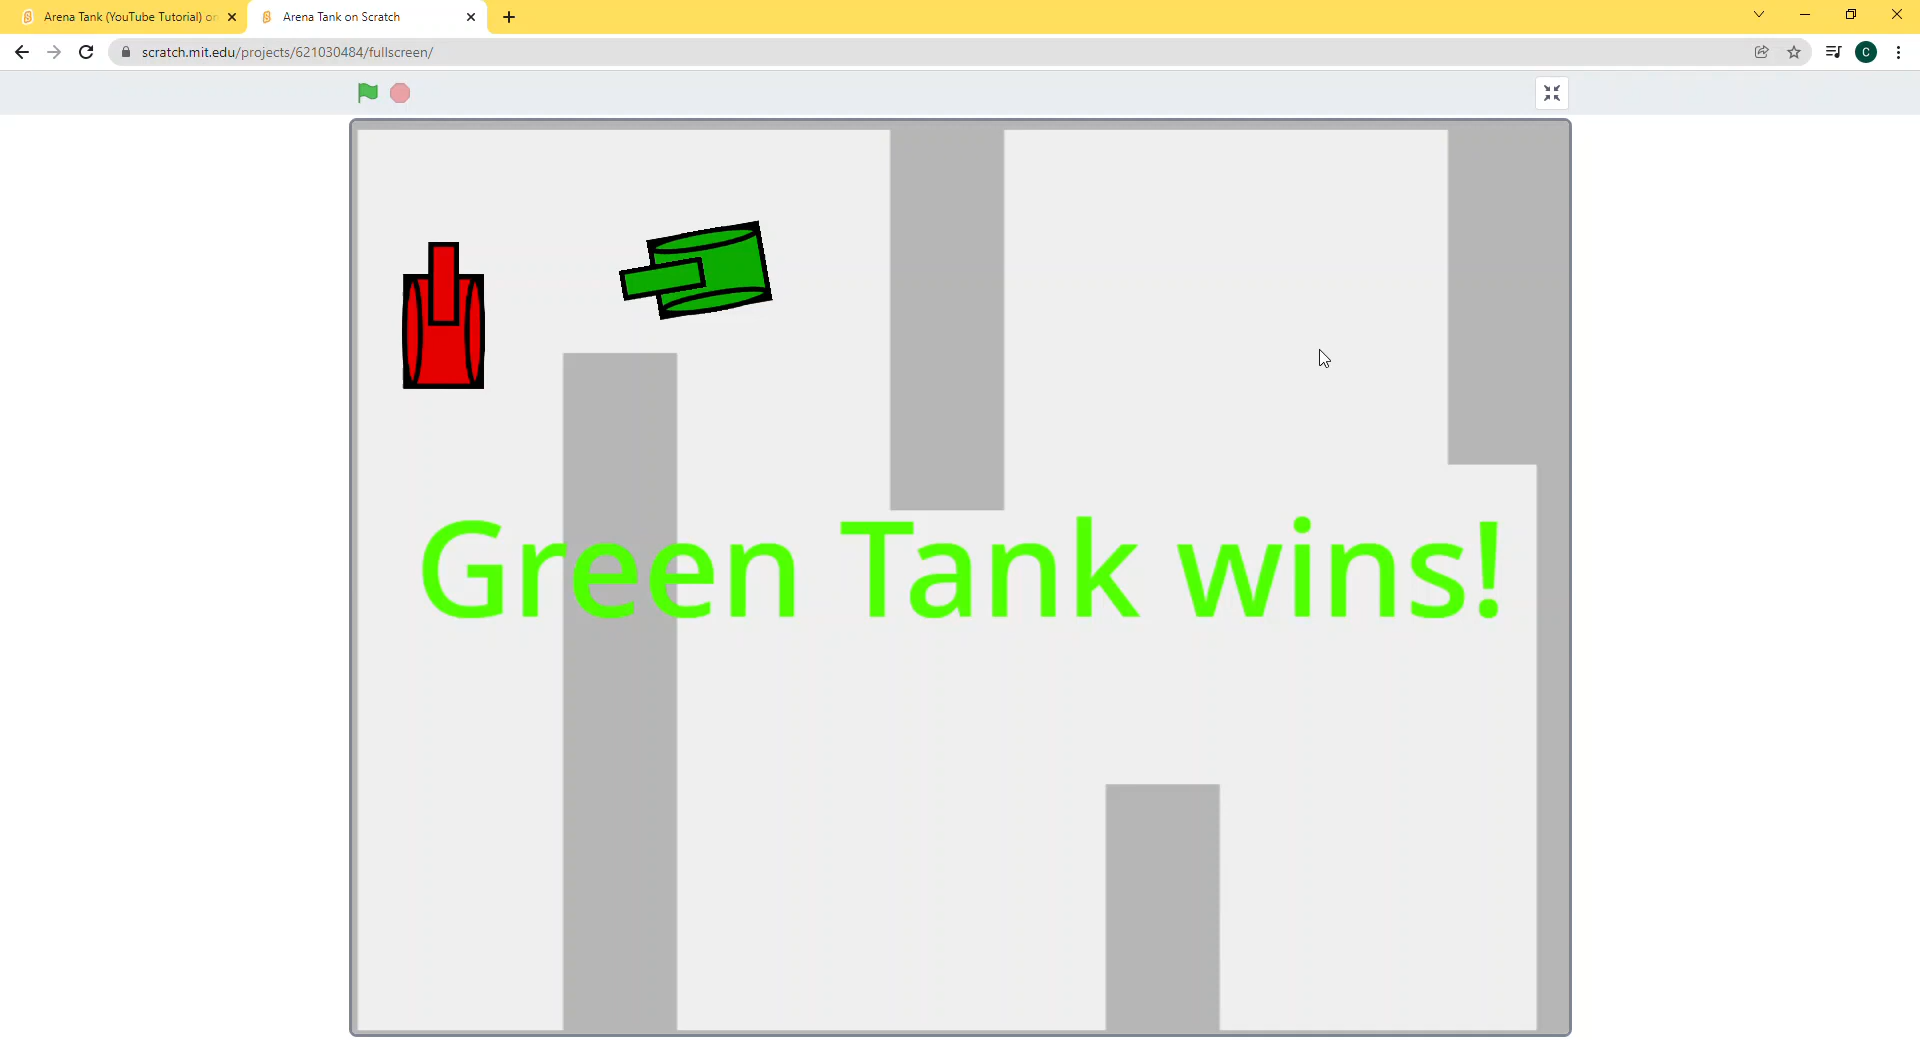 Arena Tank (YouTube Tutorial) on
Arena Tank on Scratch
scratch.mit.edu/projects/621030484/fullscreen/
C
Green Tank wins!